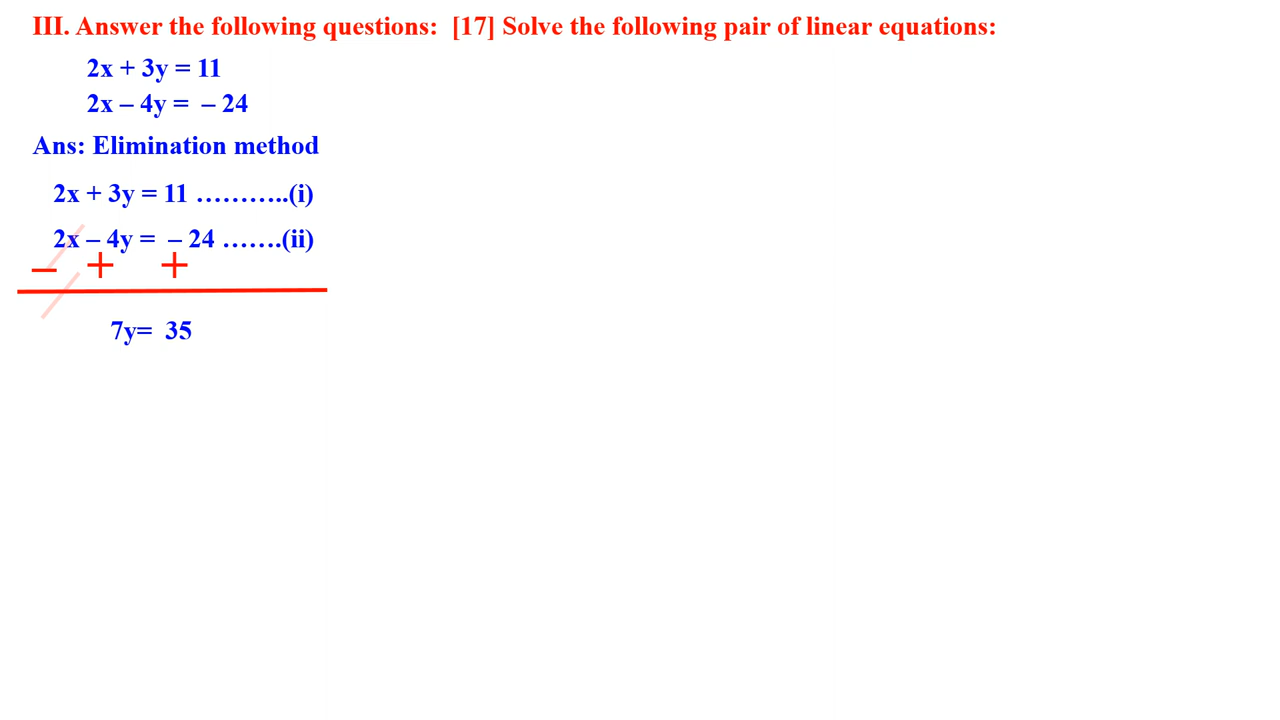 III. Answer the following questions:  [17] Solve the following pair of linear equations:
2x + 3y = 11
2x – 4y =  – 24
Ans: Elimination method
2x + 3y = 11 ………..(i)
2x – 4y =  – 24 …….(ii)
–  +  +
7y=  35